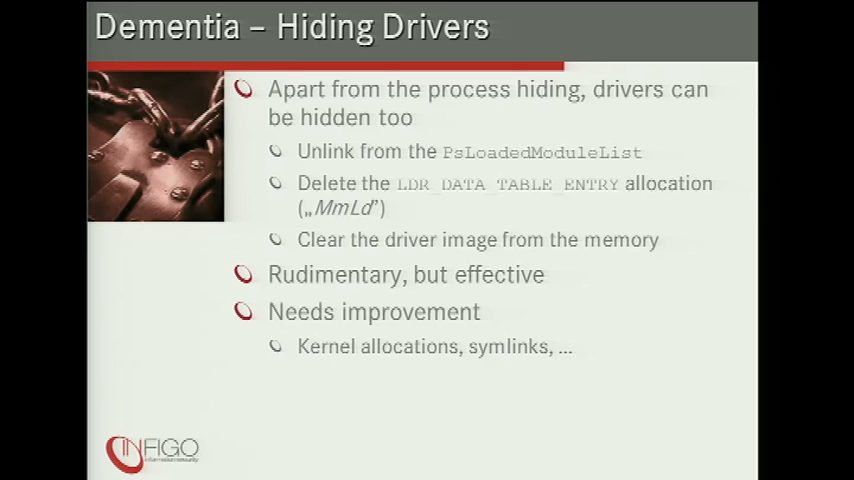 Dementia – Hiding Drivers
Apart from the process hiding, drivers can
be hidden too
Unlink from the PsLoadedModuleList
Delete the LDR_DATA_TABLE_ENTRY allocation
(„MmLd”)
Clear the driver image from the memory
Rudimentary, but effective
Needs improvement
Kernel allocations, symlinks, ...
INFIGO
information security